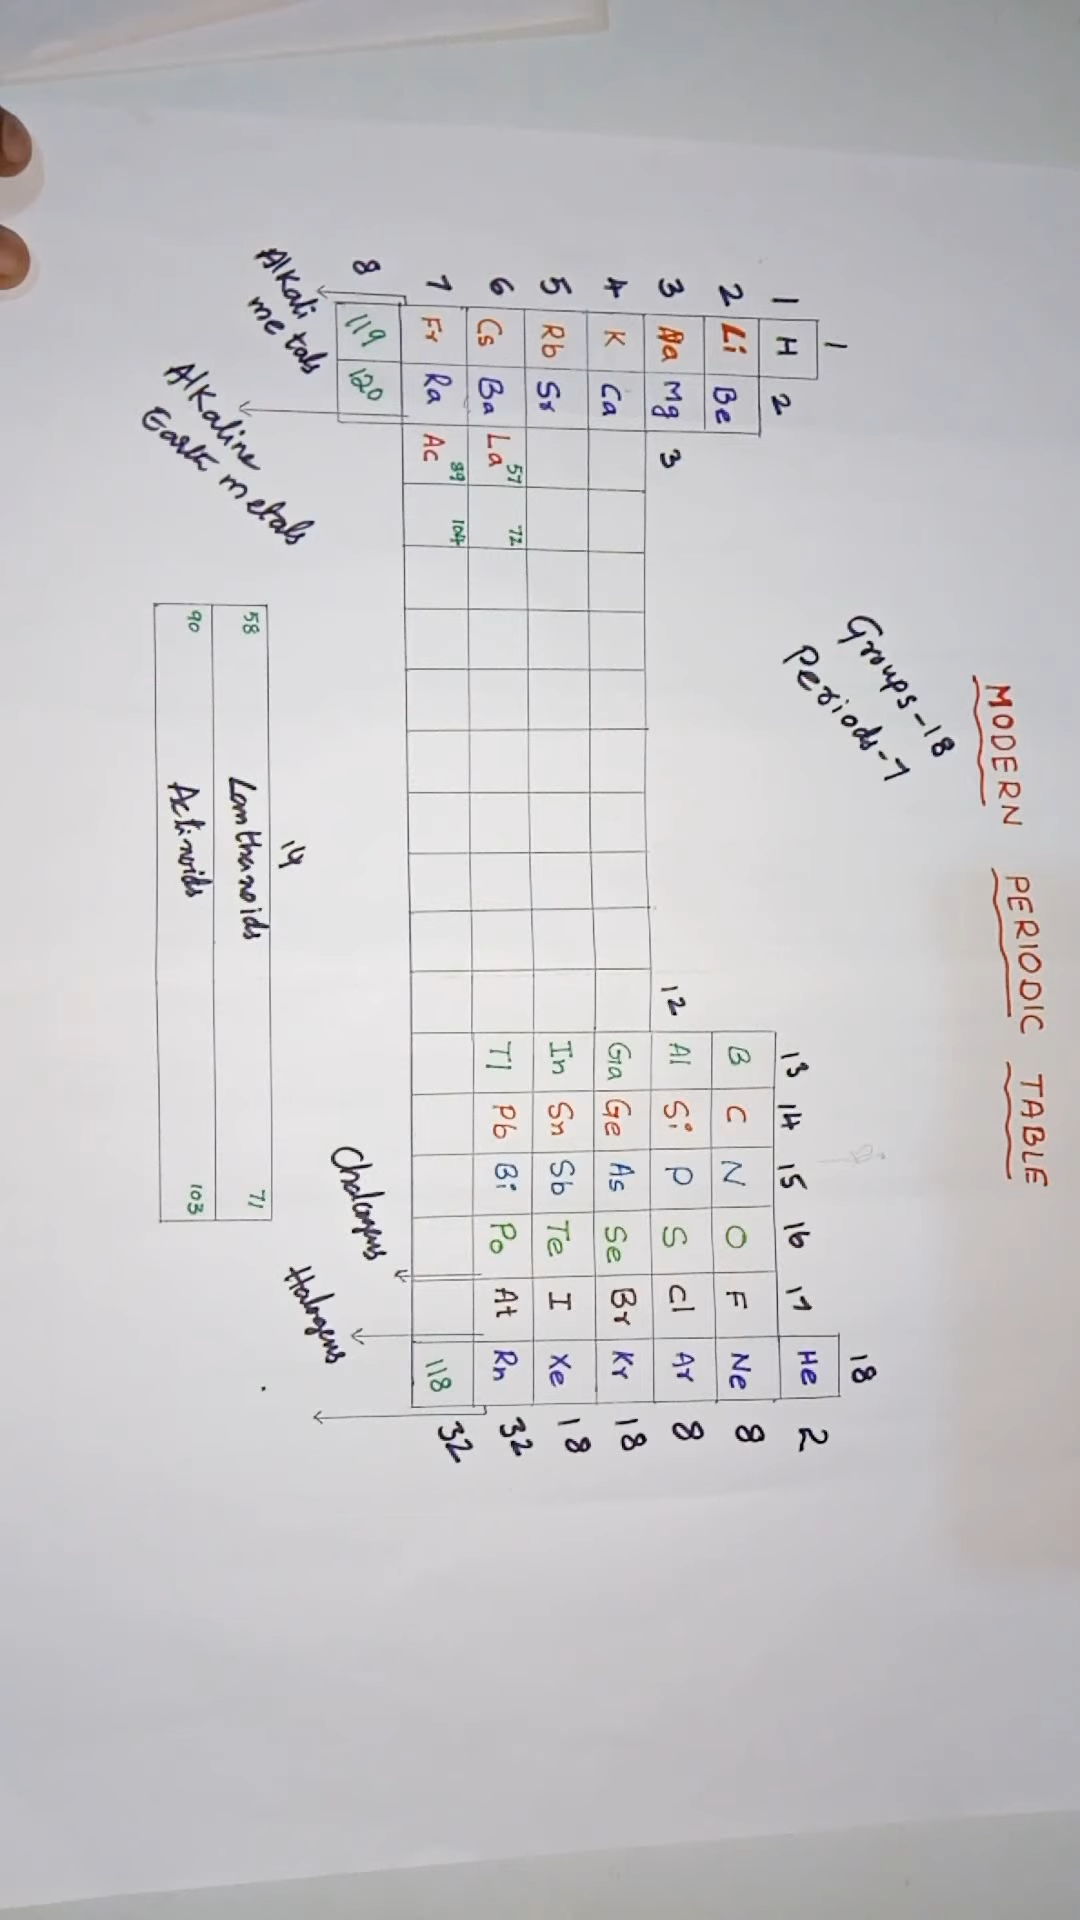 MODERN PERIODIC TABLE
Groups-18
Periods-7
1 18
1 H 2 13 14 15 16 17 He 2
2 Li Be B C N O F Ne 8
3 Na Mg 3 12 Al Si P S Cl Ar 8
4 K Ca Ga Ge As Se Br Kr 18
5 Rb Sr In Sn Sb Te I Xe 18
6 Cs Ba La 57 72 Tl Pb Bi Po At Rn 32
7 Fr Ra Ac 89 104 118 32
8 119 120
Alkali
metals
Alkaline
Earth metals
Halogens
14
58 Lanthanoids 71
90 Actinoids 103